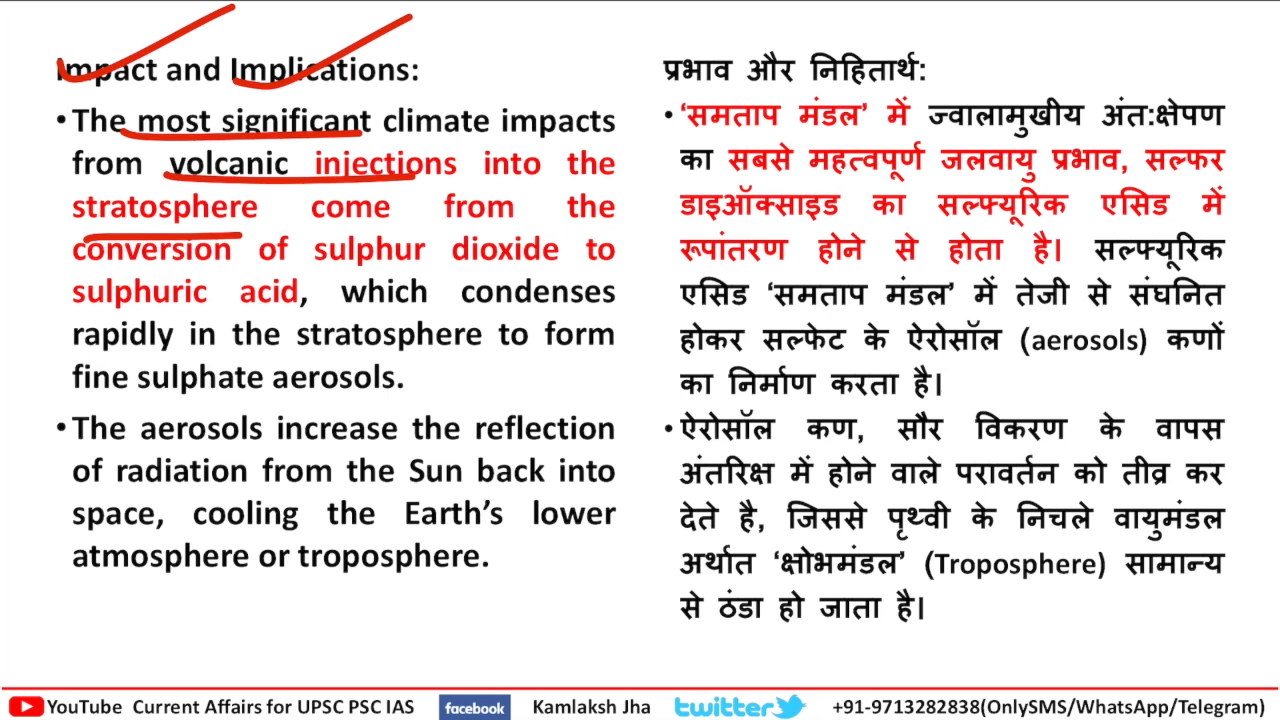 Impact and Implications:
•The most significant climate impacts
from volcanic injections into the
stratosphere come from the
conversion of sulphur dioxide to
sulphuric acid, which condenses
rapidly in the stratosphere to form
fine sulphate aerosols.
•The aerosols increase the reflection
of radiation from the Sun back into
space, cooling the Earth's lower
atmosphere or troposphere.
प्रभाव और निहितार्थ:
• 'समताप मंडल' में ज्वालामुखीय अंत:क्षेपण
का सबसे महत्वपूर्ण जलवायु प्रभाव, सल्फर
डाइऑक्साइड का सल्फ्यूरिक एसिड में
रूपांतरण होने से होता है। सल्फ्यूरिक
एसिड 'समताप मंडल' में तेजी से संघनित
होकर सल्फेट के ऐरोसॉल (aerosols) कणों
का निर्माण करता है।
• ऐरोसॉल कण, सौर विकरण के वापस
अंतरिक्ष में होने वाले परावर्तन को तीव्र कर
देते है, जिससे पृथ्वी के निचले वायुमंडल
अर्थात 'क्षोभमंडल' (Troposphere) सामान्य
से ठंडा हो जाता है।
YouTube Current Affairs for UPSC PSC IAS facebook Kamlaksh Jha twitter +91-9713282838(OnlySMS/WhatsApp/Telegram)